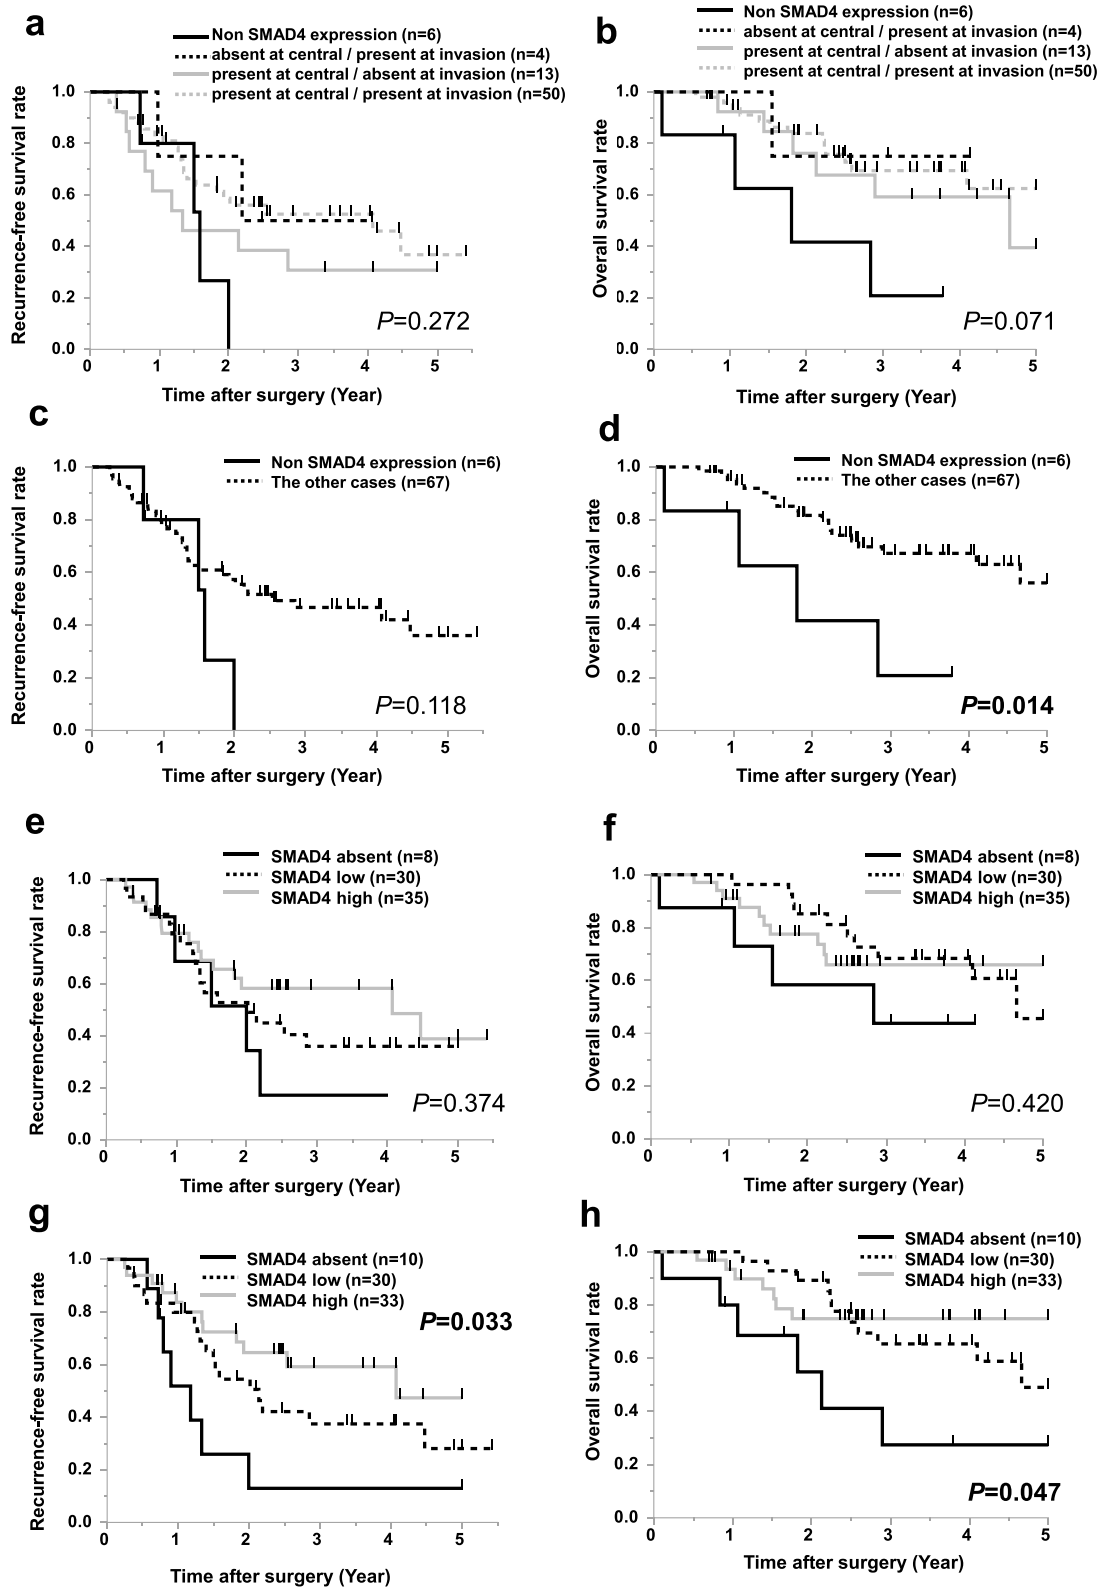 a
Non SMAD4 expression (n=6)
absent at central / present at invasion (n=4)
present at central / absent at invasion (n=13)
present at central / present at invasion (n=50)
Recurrence-free survival rate
1.0
0.8
0.6
0.4
0.2
0.0
P=0.272
0 1 2 3 4 5
Time after surgery (Year)
b
Non SMAD4 expression (n=6)
absent at central / present at invasion (n=4)
present at central / absent at invasion (n=13)
present at central / present at invasion (n=50)
Overall survival rate
1.0
0.8
0.6
0.4
0.2
0.0
P=0.071
0 1 2 3 4 5
Time after surgery (Year)
c
Non SMAD4 expression (n=6)
The other cases (n=67)
Recurrence-free survival rate
1.0
0.8
0.6
0.4
0.2
0.0
P=0.118
0 1 2 3 4 5
Time after surgery (Year)
d
Non SMAD4 expression (n=6)
The other cases (n=67)
Overall survival rate
1.0
0.8
0.6
0.4
0.2
0.0
P=0.014
0 1 2 3 4 5
Time after surgery (Year)
e
SMAD4 absent (n=8)
SMAD4 low (n=30)
SMAD4 high (n=35)
Recurrence-free survival rate
1.0
0.8
0.6
0.4
0.2
0.0
P=0.374
0 1 2 3 4 5
Time after surgery (Year)
f
SMAD4 absent (n=8)
SMAD4 low (n=30)
SMAD4 high (n=35)
Overall survival rate
1.0
0.8
0.6
0.4
0.2
0.0
P=0.420
0 1 2 3 4 5
Time after surgery (Year)
g
SMAD4 absent (n=10)
SMAD4 low (n=30)
SMAD4 high (n=33)
Recurrence-free survival rate
1.0
0.8
0.6
0.4
0.2
0.0
P=0.033
0 1 2 3 4 5
Time after surgery (Year)
h
SMAD4 absent (n=10)
SMAD4 low (n=30)
SMAD4 high (n=33)
Overall survival rate
1.0
0.8
0.6
0.4
0.2
0.0
P=0.047
0 1 2 3 4 5
Time after surgery (Year)